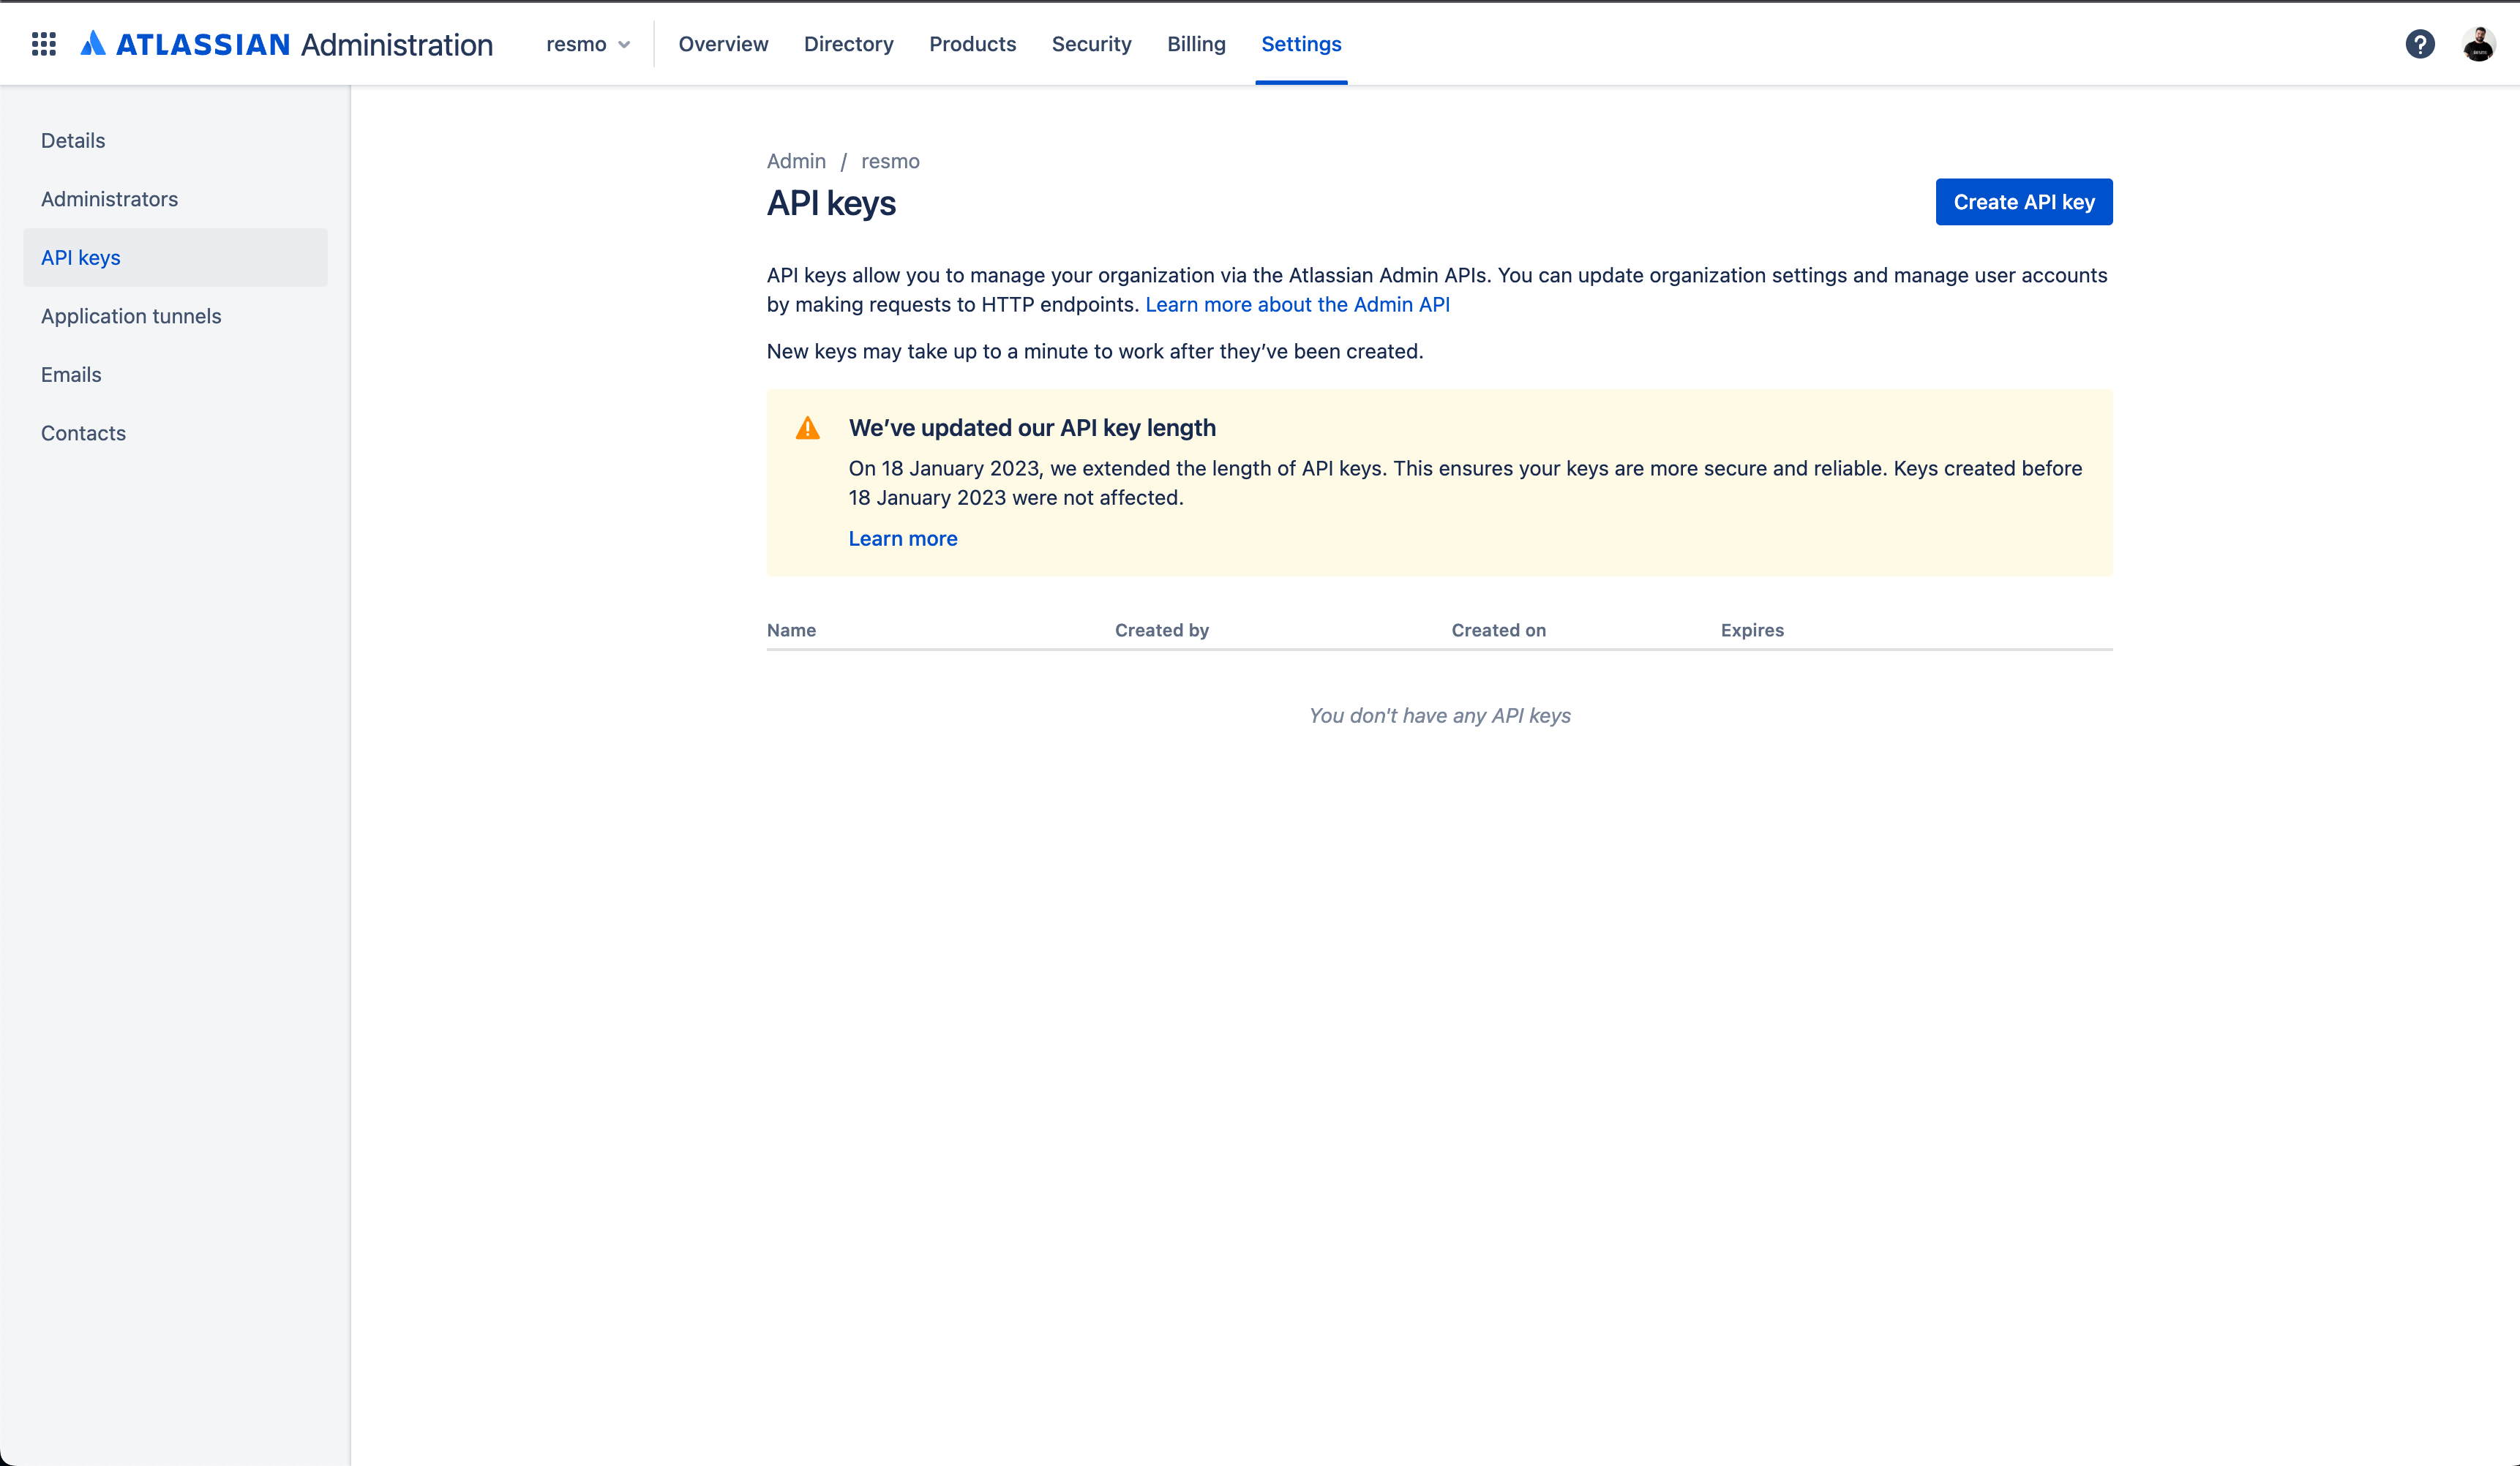 ATLASSIAN Administration
resmo
Overview
Directory
Products
Security
Billing
Settings
?
Details
Administrators
API keys
Application tunnels
Emails
Contacts
Admin / resmo
API keys
Create API key
API keys allow you to manage your organization via the Atlassian Admin APIs. You can update organization settings and manage user accounts
by making requests to HTTP endpoints. Learn more about the Admin API
New keys may take up to a minute to work after they’ve been created.
We’ve updated our API key length
On 18 January 2023, we extended the length of API keys. This ensures your keys are more secure and reliable. Keys created before
18 January 2023 were not affected.
Learn more
Name Created by Created on Expires
You don't have any API keys